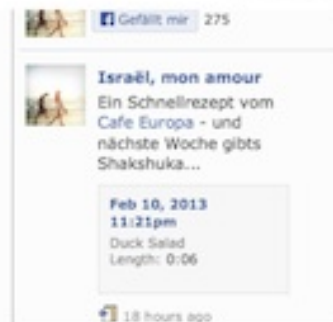 Gefällt mir 275
Israël, mon amour
Ein Schnellrezept vom
Cafe Europa - und
nächste Woche gibts
Shakshuka...
Feb 10, 2013
11:21pm
Duck Salad
Length: 0:06
18 hours ago